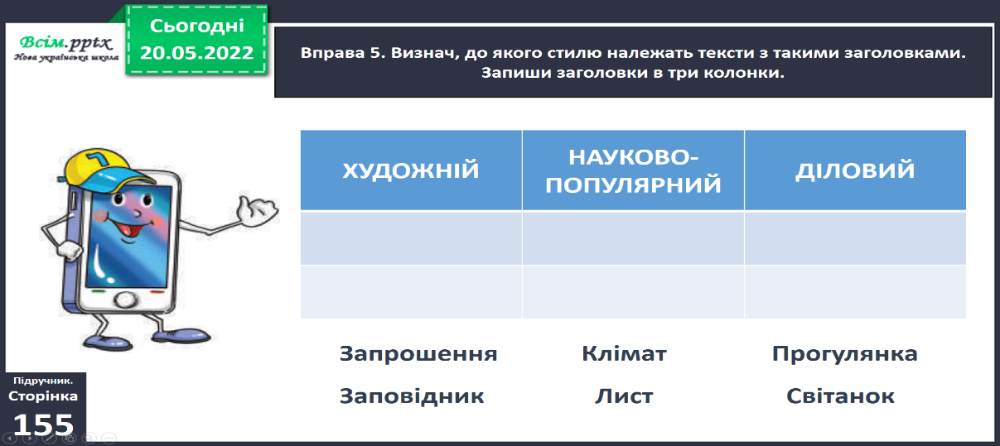 Всім.pptx
Нова українська школа
Сьогодні
20.05.2022
Вправа 5. Визнач, до якого стилю належать тексти з такими заголовками.
Запиши заголовки в три колонки.
ХУДОЖНІЙ
НАУКОВО-
ПОПУЛЯРНИЙ
ДІЛОВИЙ
Запрошення Клімат Прогулянка
Заповідник Лист Світанок
Підручник.
Сторінка
155